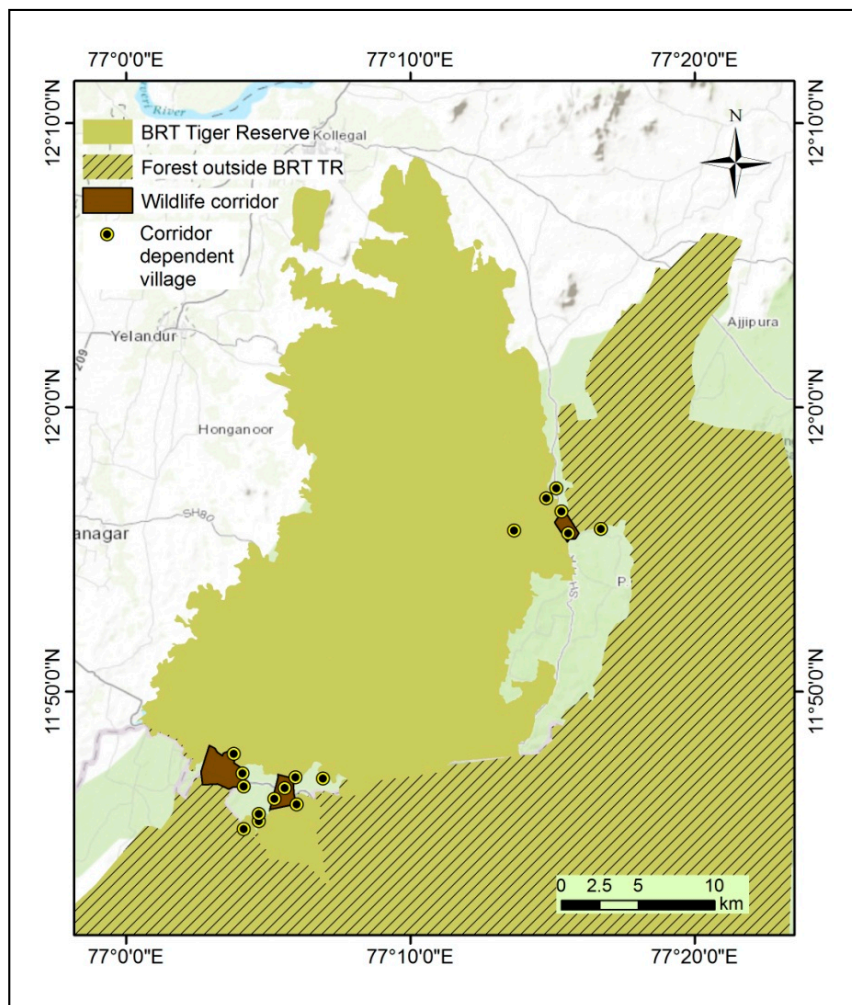 77°0'0"E 77°10'0"E 77°20'0"E
12°10'0"N
12°10'0"N
River
Kollegal
N
BRT Tiger Reserve
Forest outside BRT TR
Wildlife corridor
Corridor
dependent
village
Yelandur
Ajjipura
209
12°0'0"N
12°0'0"N
Honganoor
SH80
anagar
P.
SH
11°50'0"N
11°50'0"N
0 2.5 5 10
km
77°0'0"E 77°10'0"E 77°20'0"E